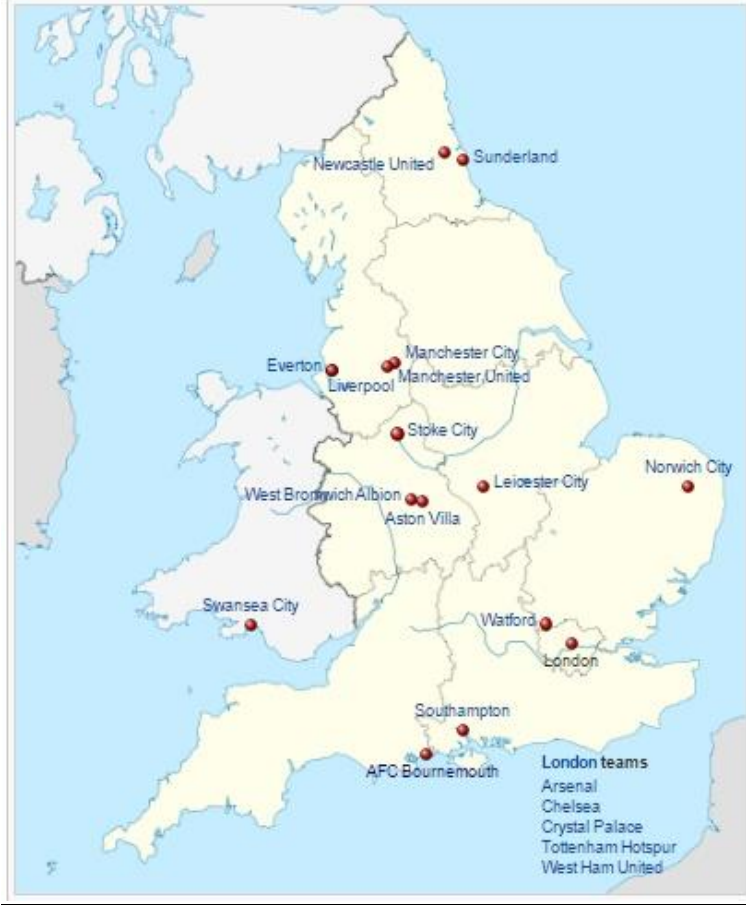 Newcastle United
Sunderland
Manchester City
Everton
Manchester United
Liverpool
Stoke City
Norwich City
Leicester City
West Bromwich Albion
Aston Villa
Swansea City
Watford
London
Southampton
AFC Bournemouth
London teams
Arsenal
Chelsea
Crystal Palace
Tottenham Hotspur
West Ham United